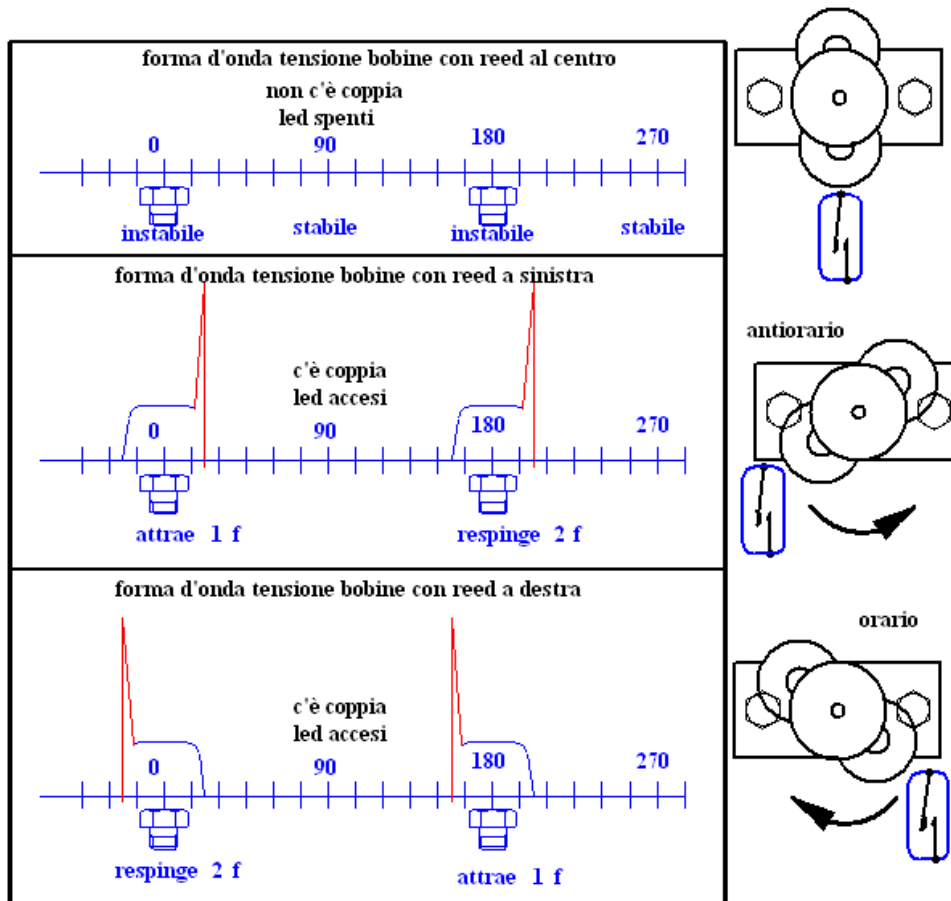 forma d'onda tensione bobine con reed al centro
non c'è coppia
led spenti
0 90 180 270
instabile stabile instabile stabile
forma d'onda tensione bobine con reed a sinistra
antiorario
c'è coppia
led accesi
0 90 180 270
attrae 1 f respinge 2 f
forma d'onda tensione bobine con reed a destra
orario
c'è coppia
led accesi
0 90 180 270
respinge 2 f attrae 1 f